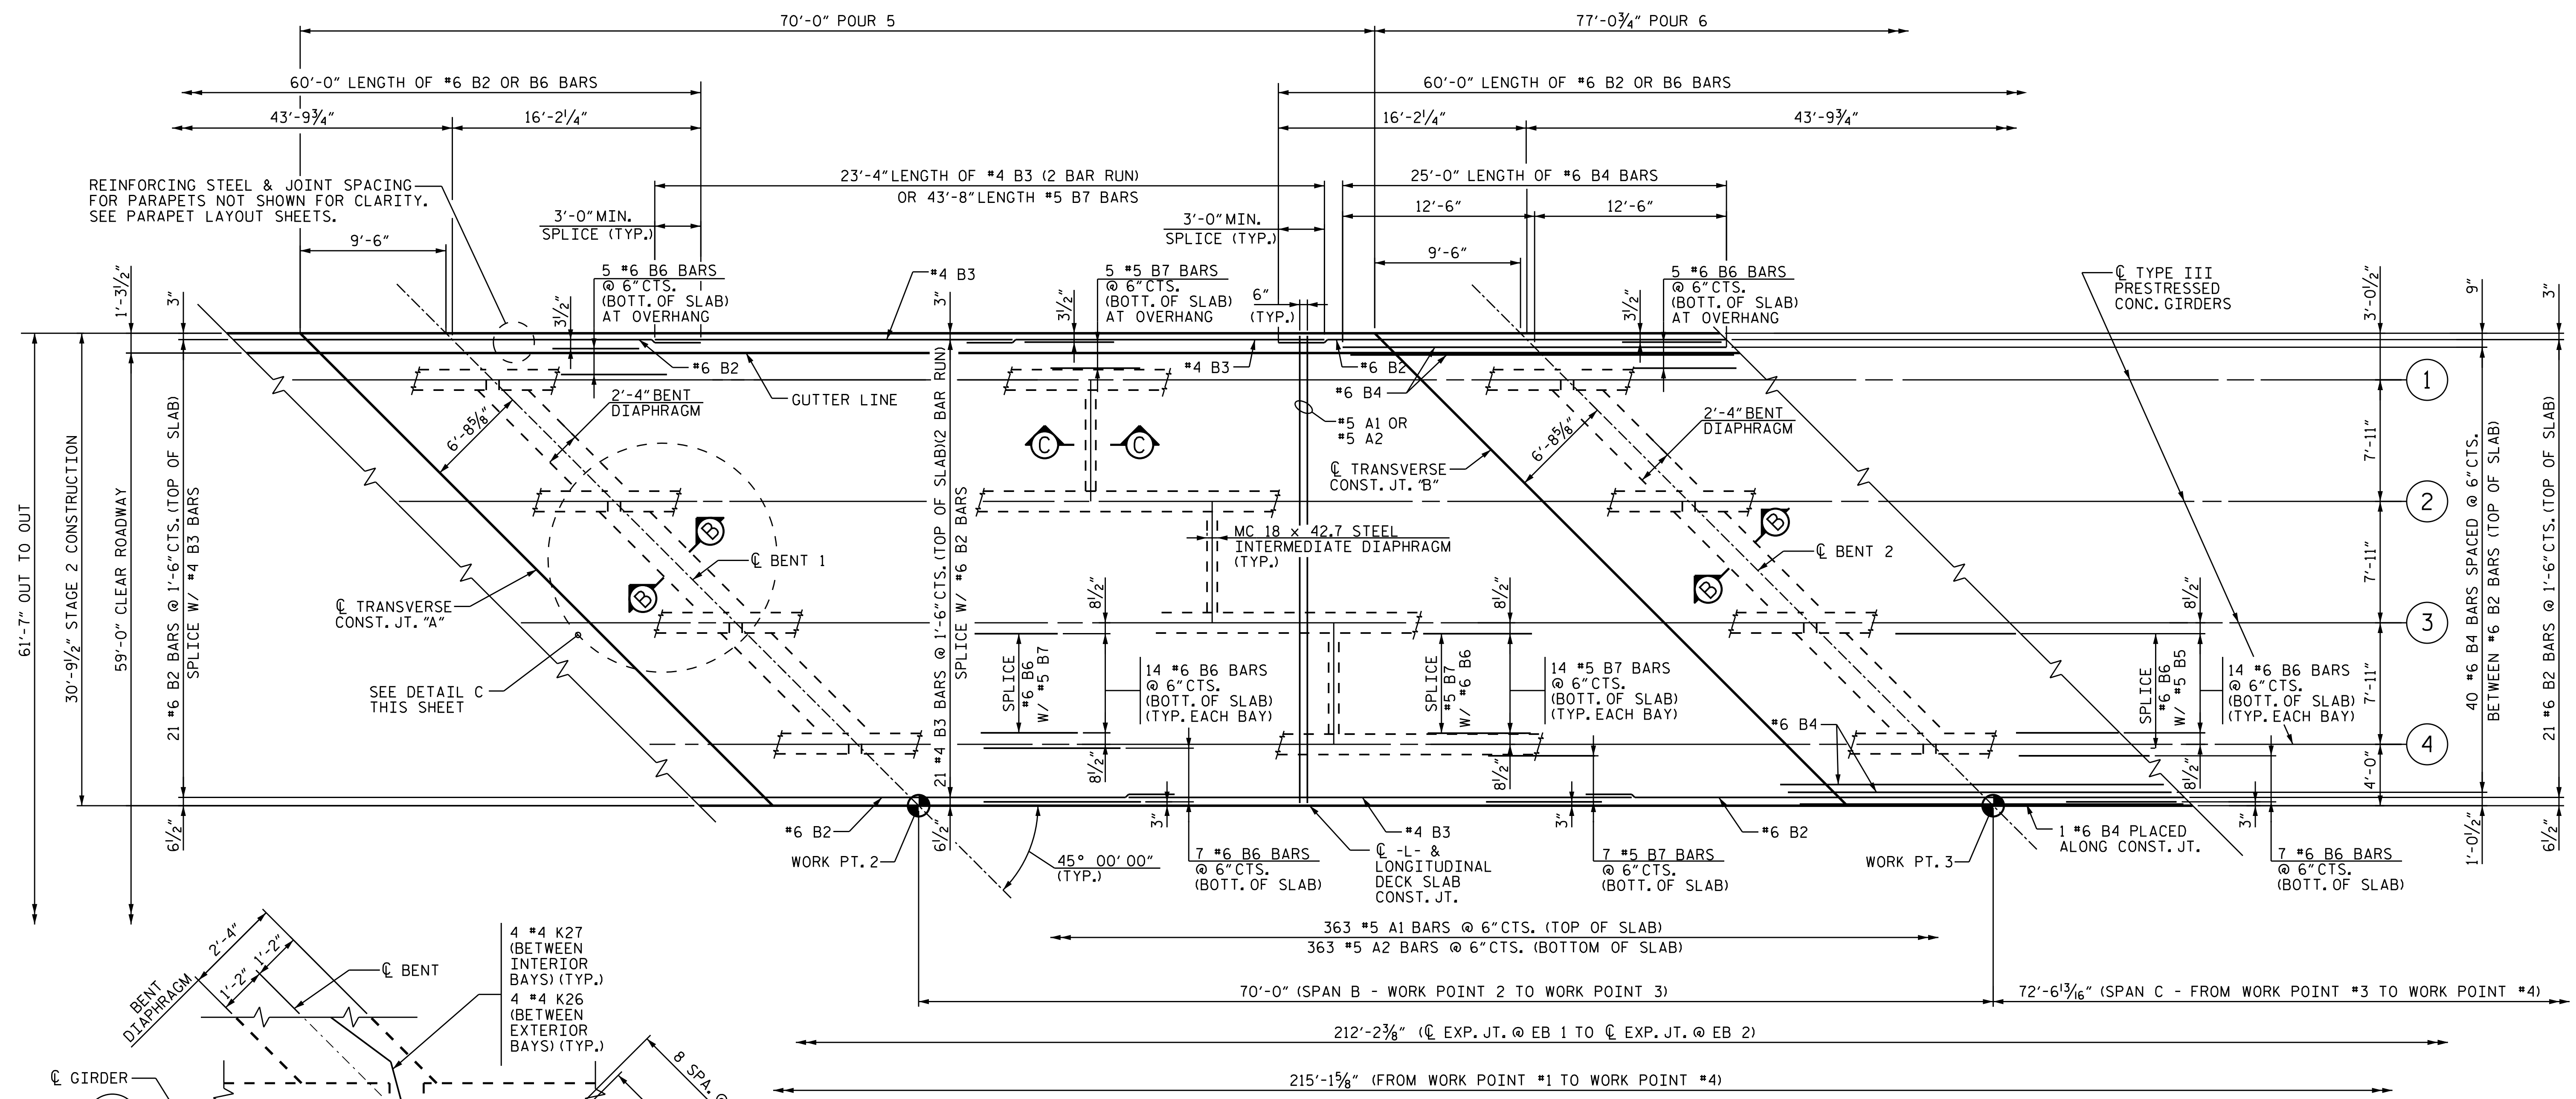 70'-0" POUR 5
77'-0¾" POUR 6
60'-0" LENGTH OF #6 B2 OR B6 BARS
60'-0" LENGTH OF #6 B2 OR B6 BARS
43'-9¾"
16'-2¼"
16'-2¼"
43'-9¾"
REINFORCING STEEL & JOINT SPACING
FOR PARAPETS NOT SHOWN FOR CLARITY.
SEE PARAPET LAYOUT SHEETS.
23'-4" LENGTH OF #4 B3 (2 BAR RUN)
OR 43'-8" LENGTH #5 B7 BARS
25'-0" LENGTH OF #6 B4 BARS
12'-6"
12'-6"
3'-0" MIN.
SPLICE (TYP.)
3'-0" MIN.
SPLICE (TYP.)
9'-6"
9'-6"
5 #6 B6 BARS
@ 6" CTS.
(BOTT. OF SLAB)
AT OVERHANG
#4 B3
5 #5 B7 BARS
@ 6" CTS.
(BOTT. OF SLAB)
AT OVERHANG
6"
(TYP.)
5 #6 B6 BARS
@ 6" CTS.
(BOTT. OF SLAB)
AT OVERHANG
℄ TYPE III
PRESTRESSED
CONC. GIRDERS
1'-3½"
3"
3½"
3"
3½"
3½"
3'-0½"
9"
3"
#6 B2
GUTTER LINE
#4 B3
#6 B2
#6 B4
1
2'-4" BENT
DIAPHRAGM
2'-4" BENT
DIAPHRAGM
6'-8⅝"
6'-8⅝"
C
C
#5 A1 OR
#5 A2
℄ TRANSVERSE
CONST. JT. "B"
7'-11"
2
B
B
MC 18 x 42.7 STEEL
INTERMEDIATE DIAPHRAGM
(TYP.)
℄ BENT 1
℄ BENT 2
7'-11"
B
B
℄ TRANSVERSE
CONST. JT. "A"
8½"
8½"
8½"
3
61'-7" OUT TO OUT
30'-9½" STAGE 2 CONSTRUCTION
59'-0" CLEAR ROADWAY
21 #6 B2 BARS @ 1'-6" CTS. (TOP OF SLAB)
SPLICE W/ #4 B3 BARS
21 #4 B3 BARS @ 1'-6" CTS. (TOP OF SLAB)(2 BAR RUN)
SPLICE W/ #6 B2 BARS
SEE DETAIL C
THIS SHEET
SPLICE
#6 B6
W/ #5 B7
14 #6 B6 BARS
@ 6" CTS.
(BOTT. OF SLAB)
(TYP. EACH BAY)
SPLICE
#5 B7
W/ #6 B6
14 #5 B7 BARS
@ 6" CTS.
(BOTT. OF SLAB)
(TYP. EACH BAY)
SPLICE
#6 B6
W/ #5 B5
14 #6 B6 BARS
@ 6" CTS.
(BOTT. OF SLAB)
(TYP. EACH BAY)
7'-11"
40 #6 B4 BARS SPACED @ 6" CTS.
BETWEEN #6 B2 BARS (TOP OF SLAB)
21 #6 B2 BARS @ 1'-6" CTS. (TOP OF SLAB)
#6 B4
4
8½"
8½"
8½"
4'-0"
6½"
#6 B2
6½"
3"
#4 B3
3"
#6 B2
1 #6 B4 PLACED
ALONG CONST. JT.
3"
1'-0½"
6½"
WORK PT. 2
45° 00' 00"
(TYP.)
7 #6 B6 BARS
@ 6" CTS.
(BOTT. OF SLAB)
℄ -L- &
LONGITUDINAL
DECK SLAB
CONST. JT.
7 #5 B7 BARS
@ 6" CTS.
(BOTT. OF SLAB)
WORK PT. 3
7 #6 B6 BARS
@ 6" CTS.
(BOTT. OF SLAB)
363 #5 A1 BARS @ 6" CTS. (TOP OF SLAB)
363 #5 A2 BARS @ 6" CTS. (BOTTOM OF SLAB)
70'-0" (SPAN B - WORK POINT 2 TO WORK POINT 3)
72'-6 13/16" (SPAN C - FROM WORK POINT #3 TO WORK POINT #4)
212'-2⅜" (℄ EXP. JT. @ EB 1 TO ℄ EXP. JT. @ EB 2)
215'-1⅝" (FROM WORK POINT #1 TO WORK POINT #4)
2'-4"
1'-2"
1'-2"
BENT
DIAPHRAGM
℄ BENT
4 #4 K27
(BETWEEN
INTERIOR
BAYS) (TYP.)
4 #4 K26
(BETWEEN
EXTERIOR
BAYS) (TYP.)
℄ GIRDER
8 SPA. @